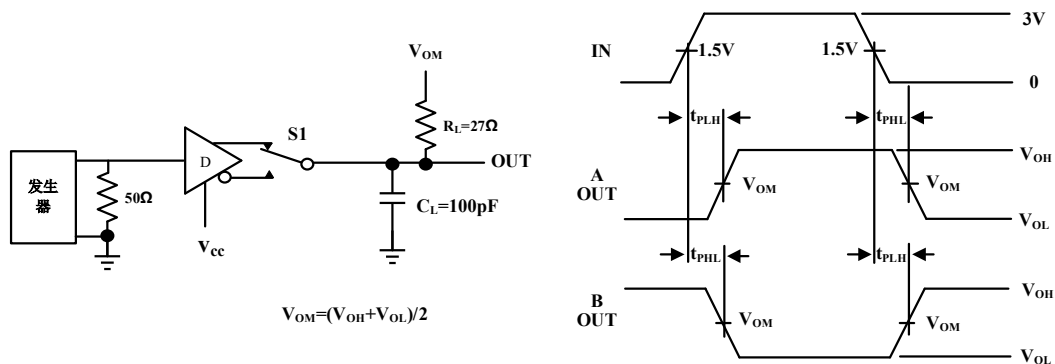 发生
器
50Ω
D
V_CC
S1
V_OM
R_L=27Ω
OUT
C_L=100pF
V_OM=(V_OH+V_OL)/2
IN
1.5V
1.5V
3V
0
t_PLH
t_PHL
A
OUT
V_OM
V_OM
V_OH
V_OL
t_PHL
t_PLH
B
OUT
V_OM
V_OM
V_OH
V_OL